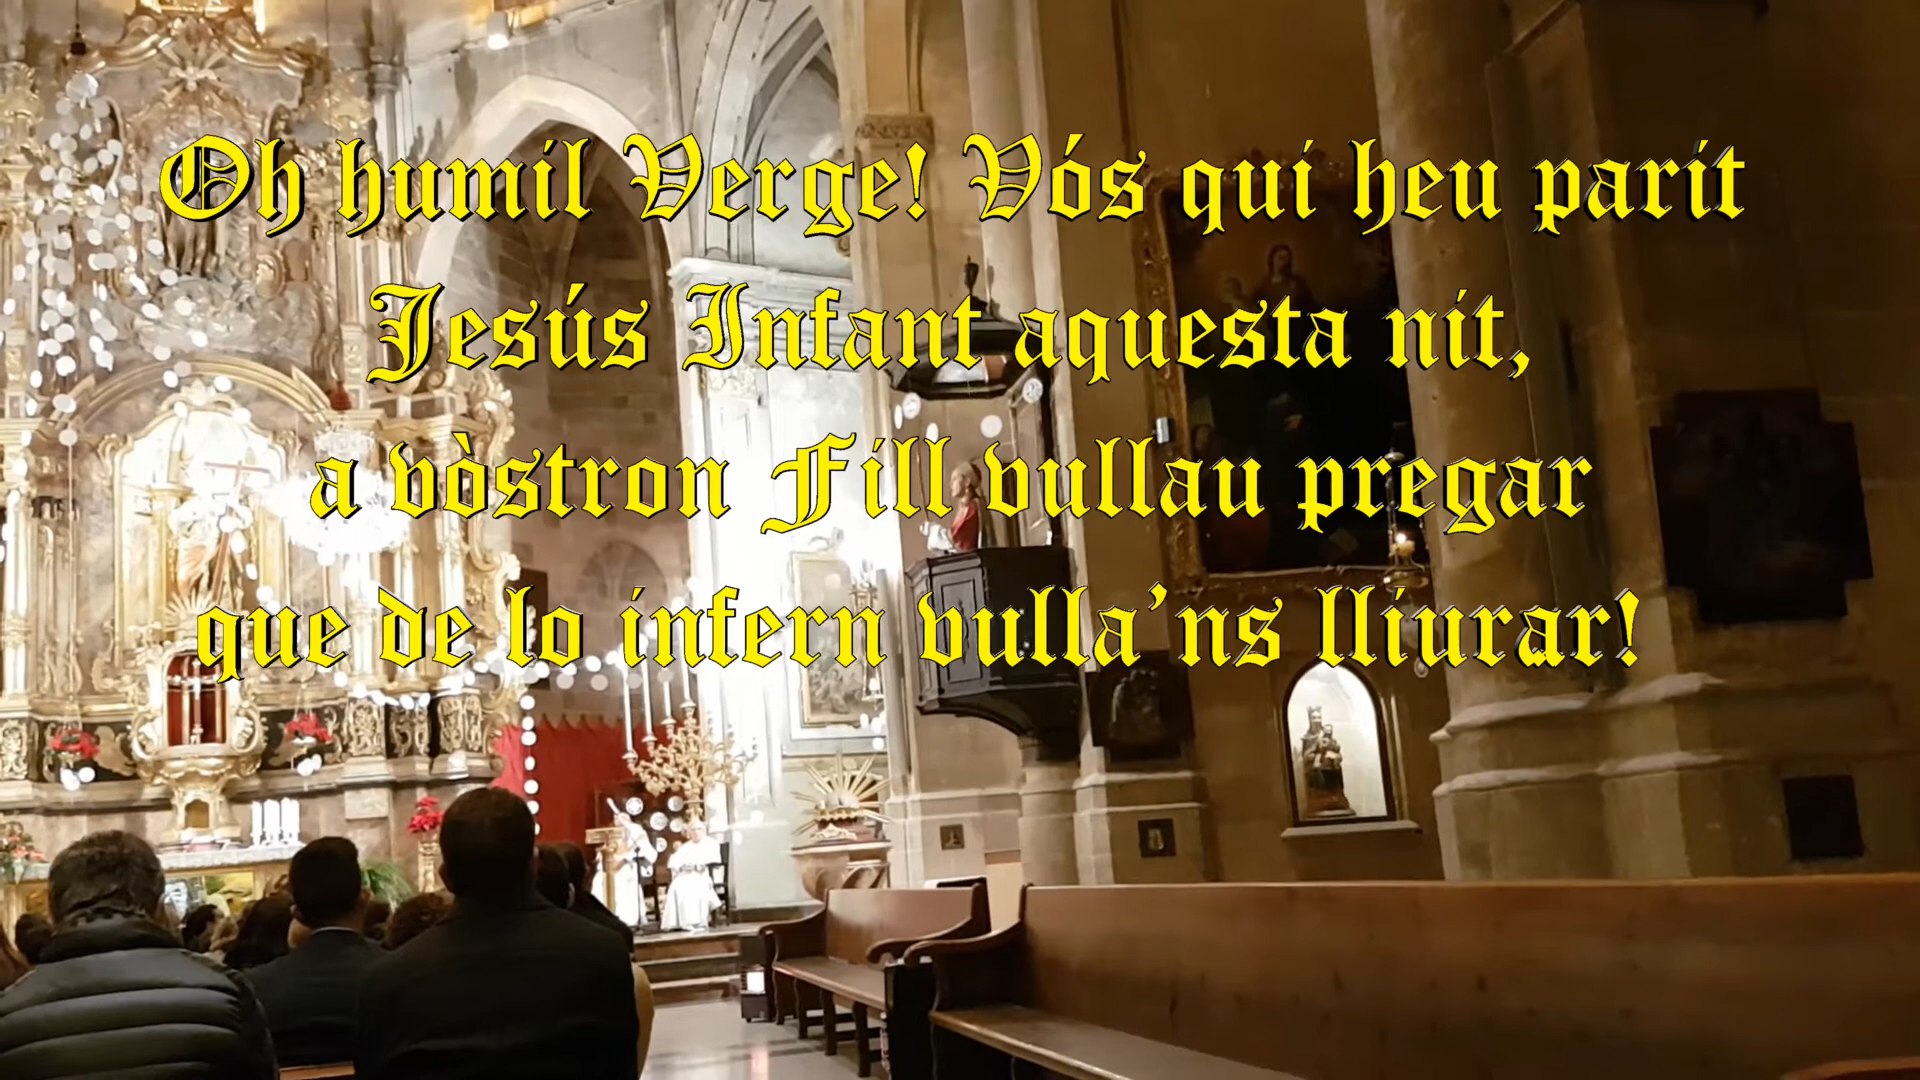 Oh humil Verge! Vós qui heu parit
Jesús Infant aquesta nit,
a vòstron Fill vullau pregar
que de lo infern vulla'ns lliurar!